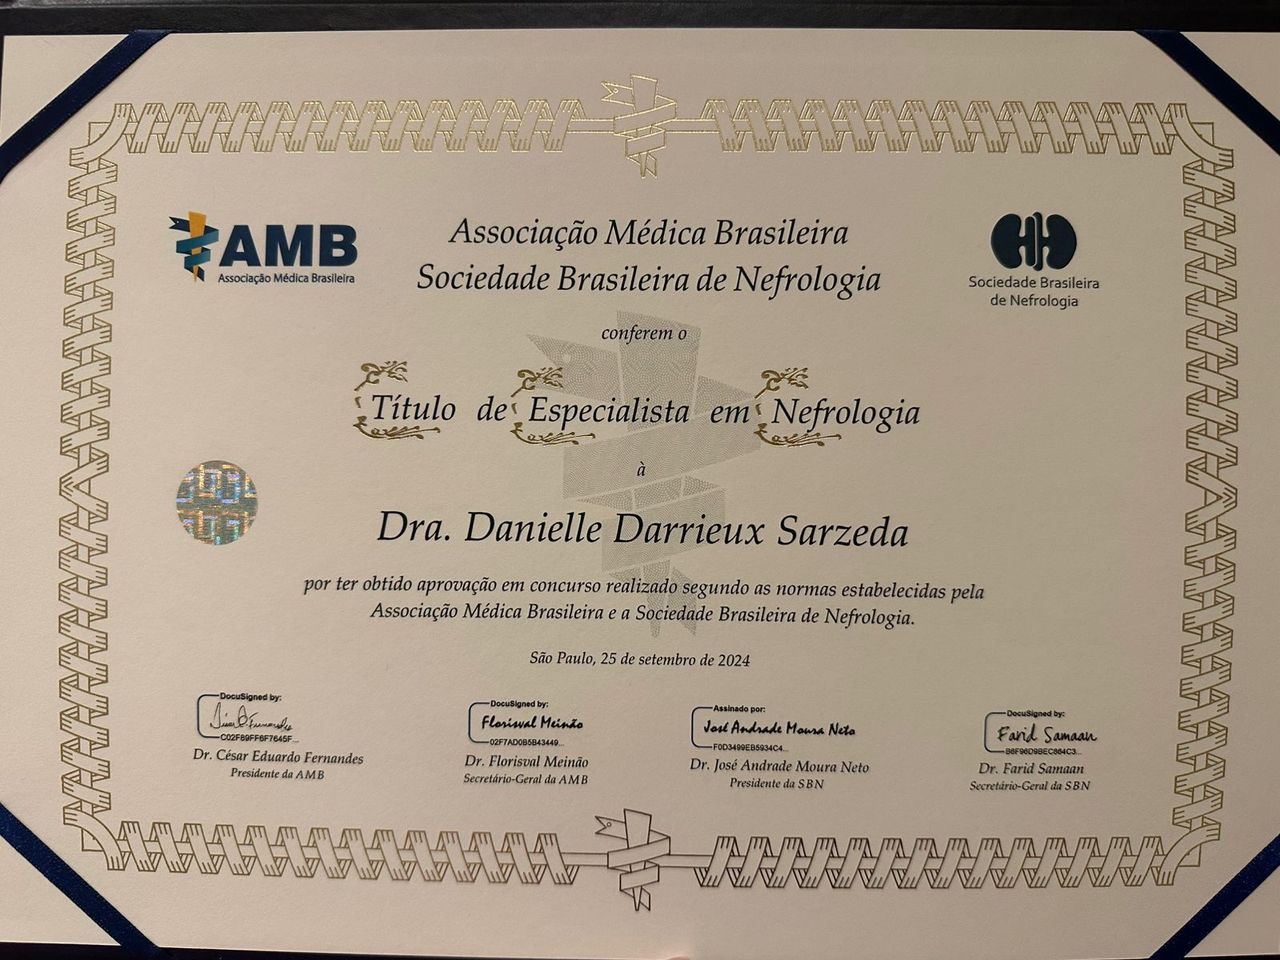 AMB
Associação Médica Brasileira
Associação Médica Brasileira
Sociedade Brasileira de Nefrologia
Sociedade Brasileira
de Nefrologia
conferem o
Título de Especialista em Nefrologia
à
Dra. Danielle Darrieux Sarzeda
por ter obtido aprovação em concurso realizado segundo as normas estabelecidas pela
Associação Médica Brasileira e a Sociedade Brasileira de Nefrologia.
São Paulo, 25 de setembro de 2024
DocuSigned by:
C02F89FF6F7645F...
Dr. César Eduardo Fernandes
Presidente da AMB
DocuSigned by:
Florisval Meinão
02F7AD0B5B43449...
Dr. Florisval Meinão
Secretário-Geral da AMB
Assinado por:
José Andrade Moura Neto
F0D3499EB5934C4...
Dr. José Andrade Moura Neto
Presidente da SBN
DocuSigned by:
Farid Samaan
B6F96D9BEC864C3...
Dr. Farid Samaan
Secretário-Geral da SBN